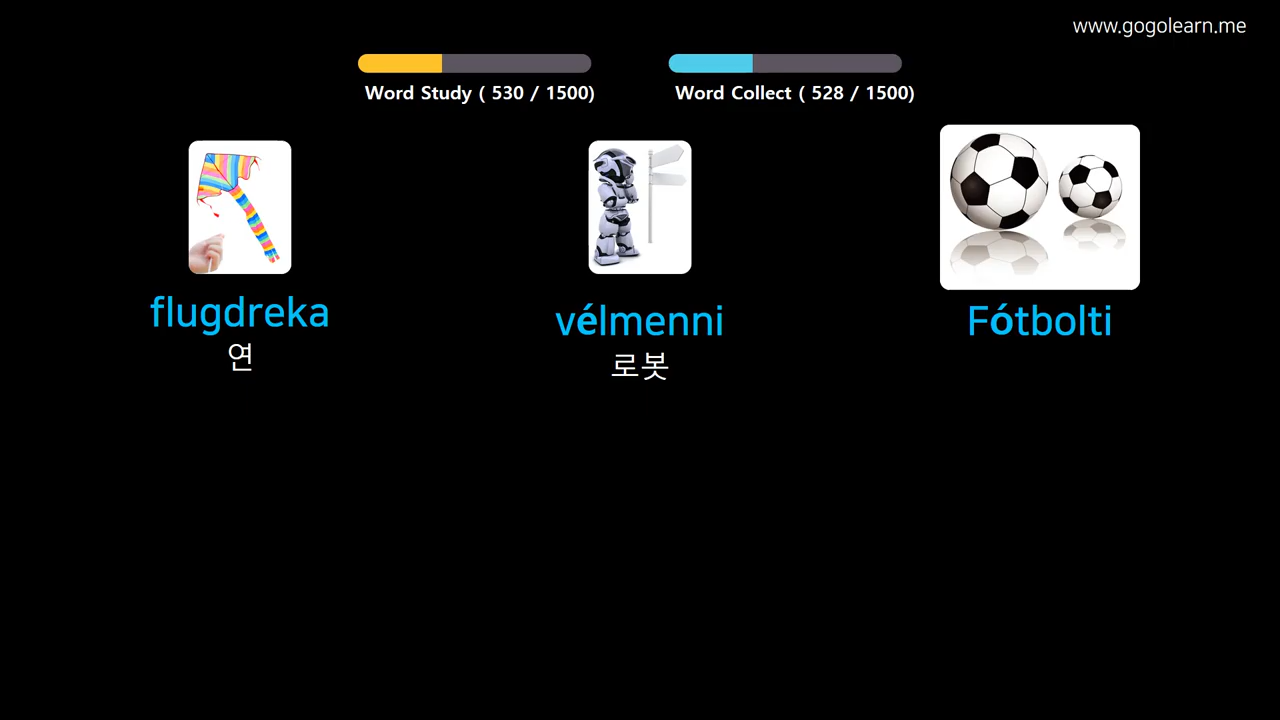 www.gogolearn.me
Word Study ( 530 / 1500)
Word Collect ( 528 / 1500)
flugdreka
연
vélmenni
로봇
Fótbolti